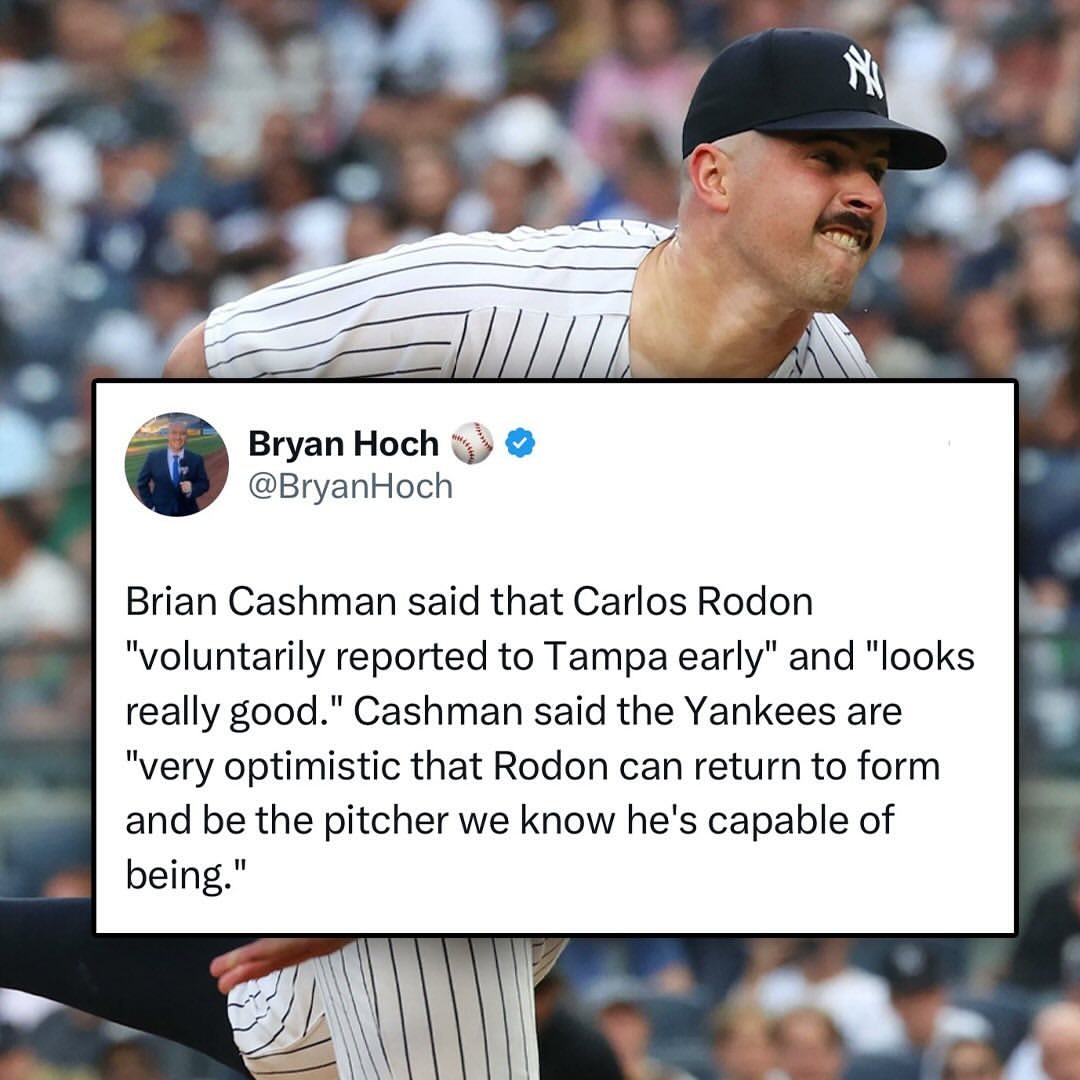 NY
Bryan Hoch ⚾
@BryanHoch
Brian Cashman said that Carlos Rodon
"voluntarily reported to Tampa early" and "looks
really good." Cashman said the Yankees are
"very optimistic that Rodon can return to form
and be the pitcher we know he's capable of
being."